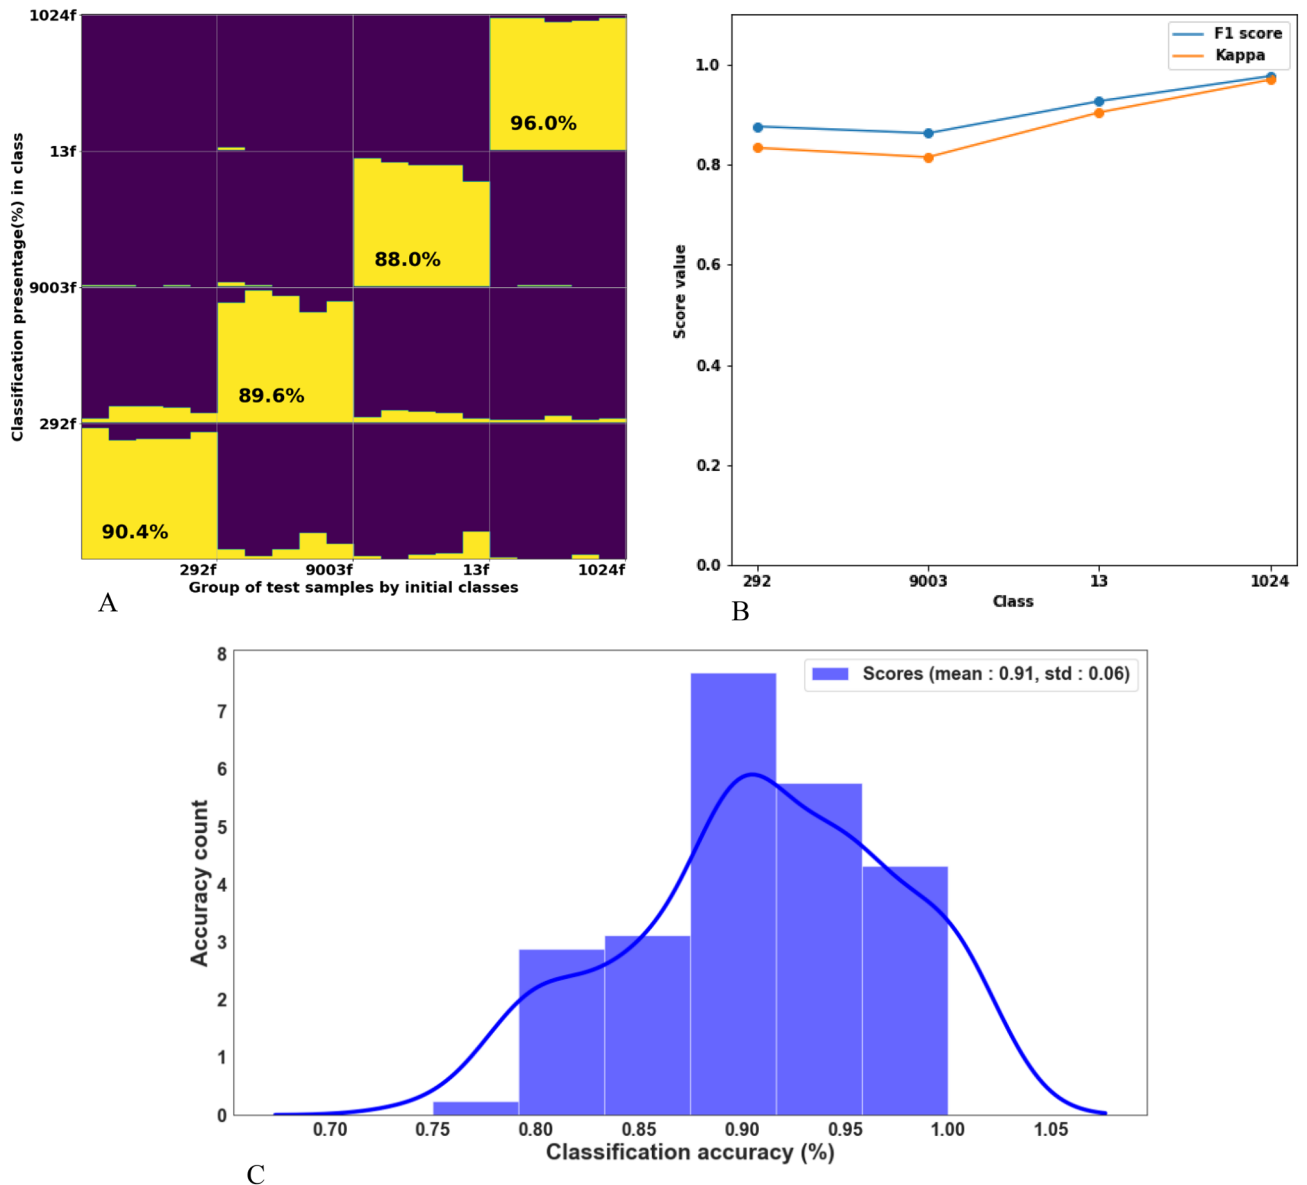 Classification presentage(%) in class
1024f
13f
9003f
292f
96.0%
88.0%
89.6%
90.4%
292f 9003f 13f 1024f
Group of test samples by initial classes
A
F1 score
Kappa
Score value
1.0
0.8
0.6
0.4
0.2
0.0
292 9003 13 1024
Class
B
Scores (mean : 0.91, std : 0.06)
Accuracy count
8
7
6
5
4
3
2
1
0
0.70 0.75 0.80 0.85 0.90 0.95 1.00 1.05
Classification accuracy (%)
C